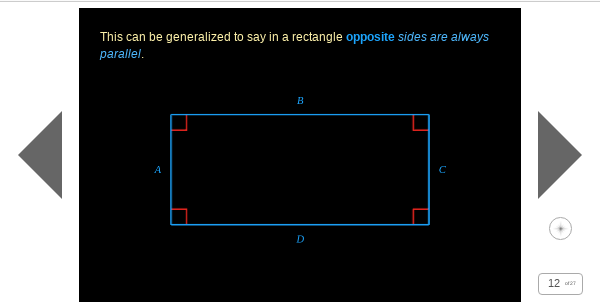 This can be generalized to say in a rectangle opposite sides are always
parallel.
B
A
C
D
12 of 27